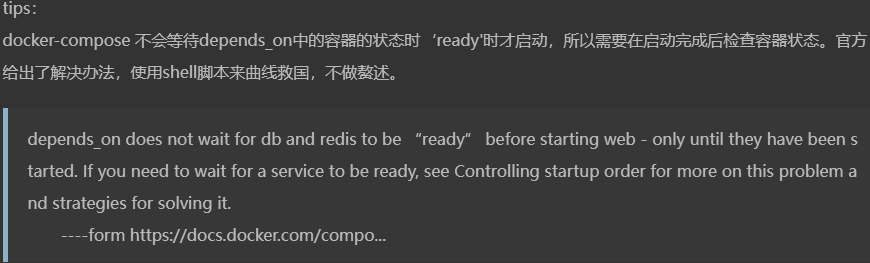 tips：
docker-compose 不会等待depends_on中的容器的状态时‘ready'时才启动，所以需要在启动完成后检查容器状态。官方
给出了解决办法，使用shell脚本来曲线救国，不做螯述。
depends_on does not wait for db and redis to be “ready” before starting web - only until they have been s
tarted. If you need to wait for a service to be ready, see Controlling startup order for more on this problem a
nd strategies for solving it.
----form https://docs.docker.com/compo...